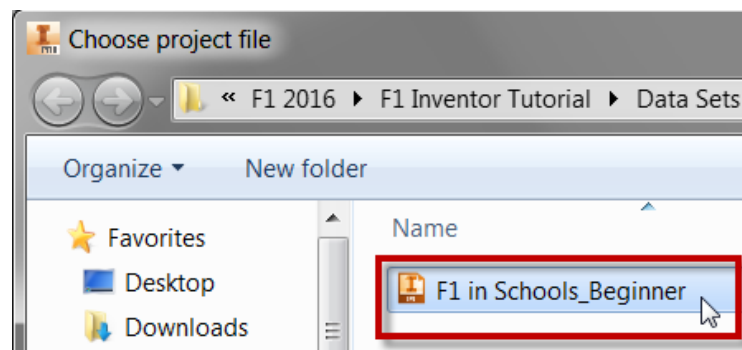 Choose project file
« F1 2016 ▸ F1 Inventor Tutorial ▸ Data Sets
Organize ▾ New folder
Name
Favorites
Desktop
Downloads
F1 in Schools_Beginner